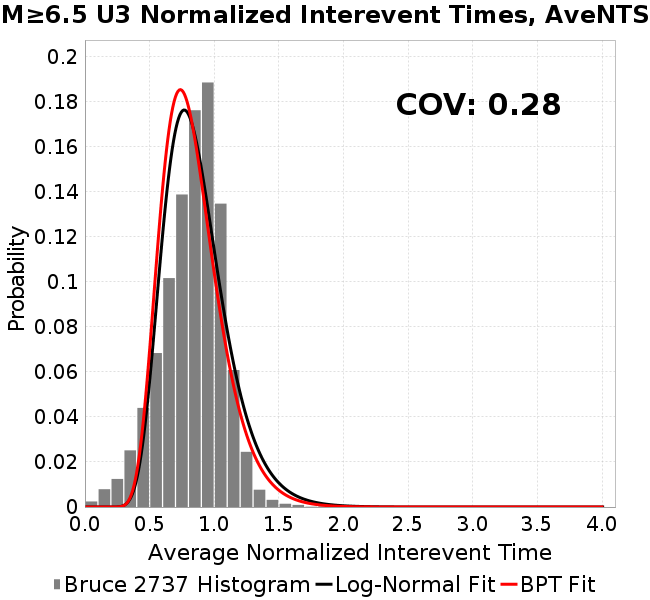 M≥6.5 U3 Normalized Interevent Times, AveNTS
COV: 0.28
Probability
0.2
0.18
0.16
0.14
0.12
0.1
0.08
0.06
0.04
0.02
0
0.0 0.5 1.0 1.5 2.0 2.5 3.0 3.5 4.0
Average Normalized Interevent Time
Bruce 2737 Histogram Log-Normal Fit BPT Fit